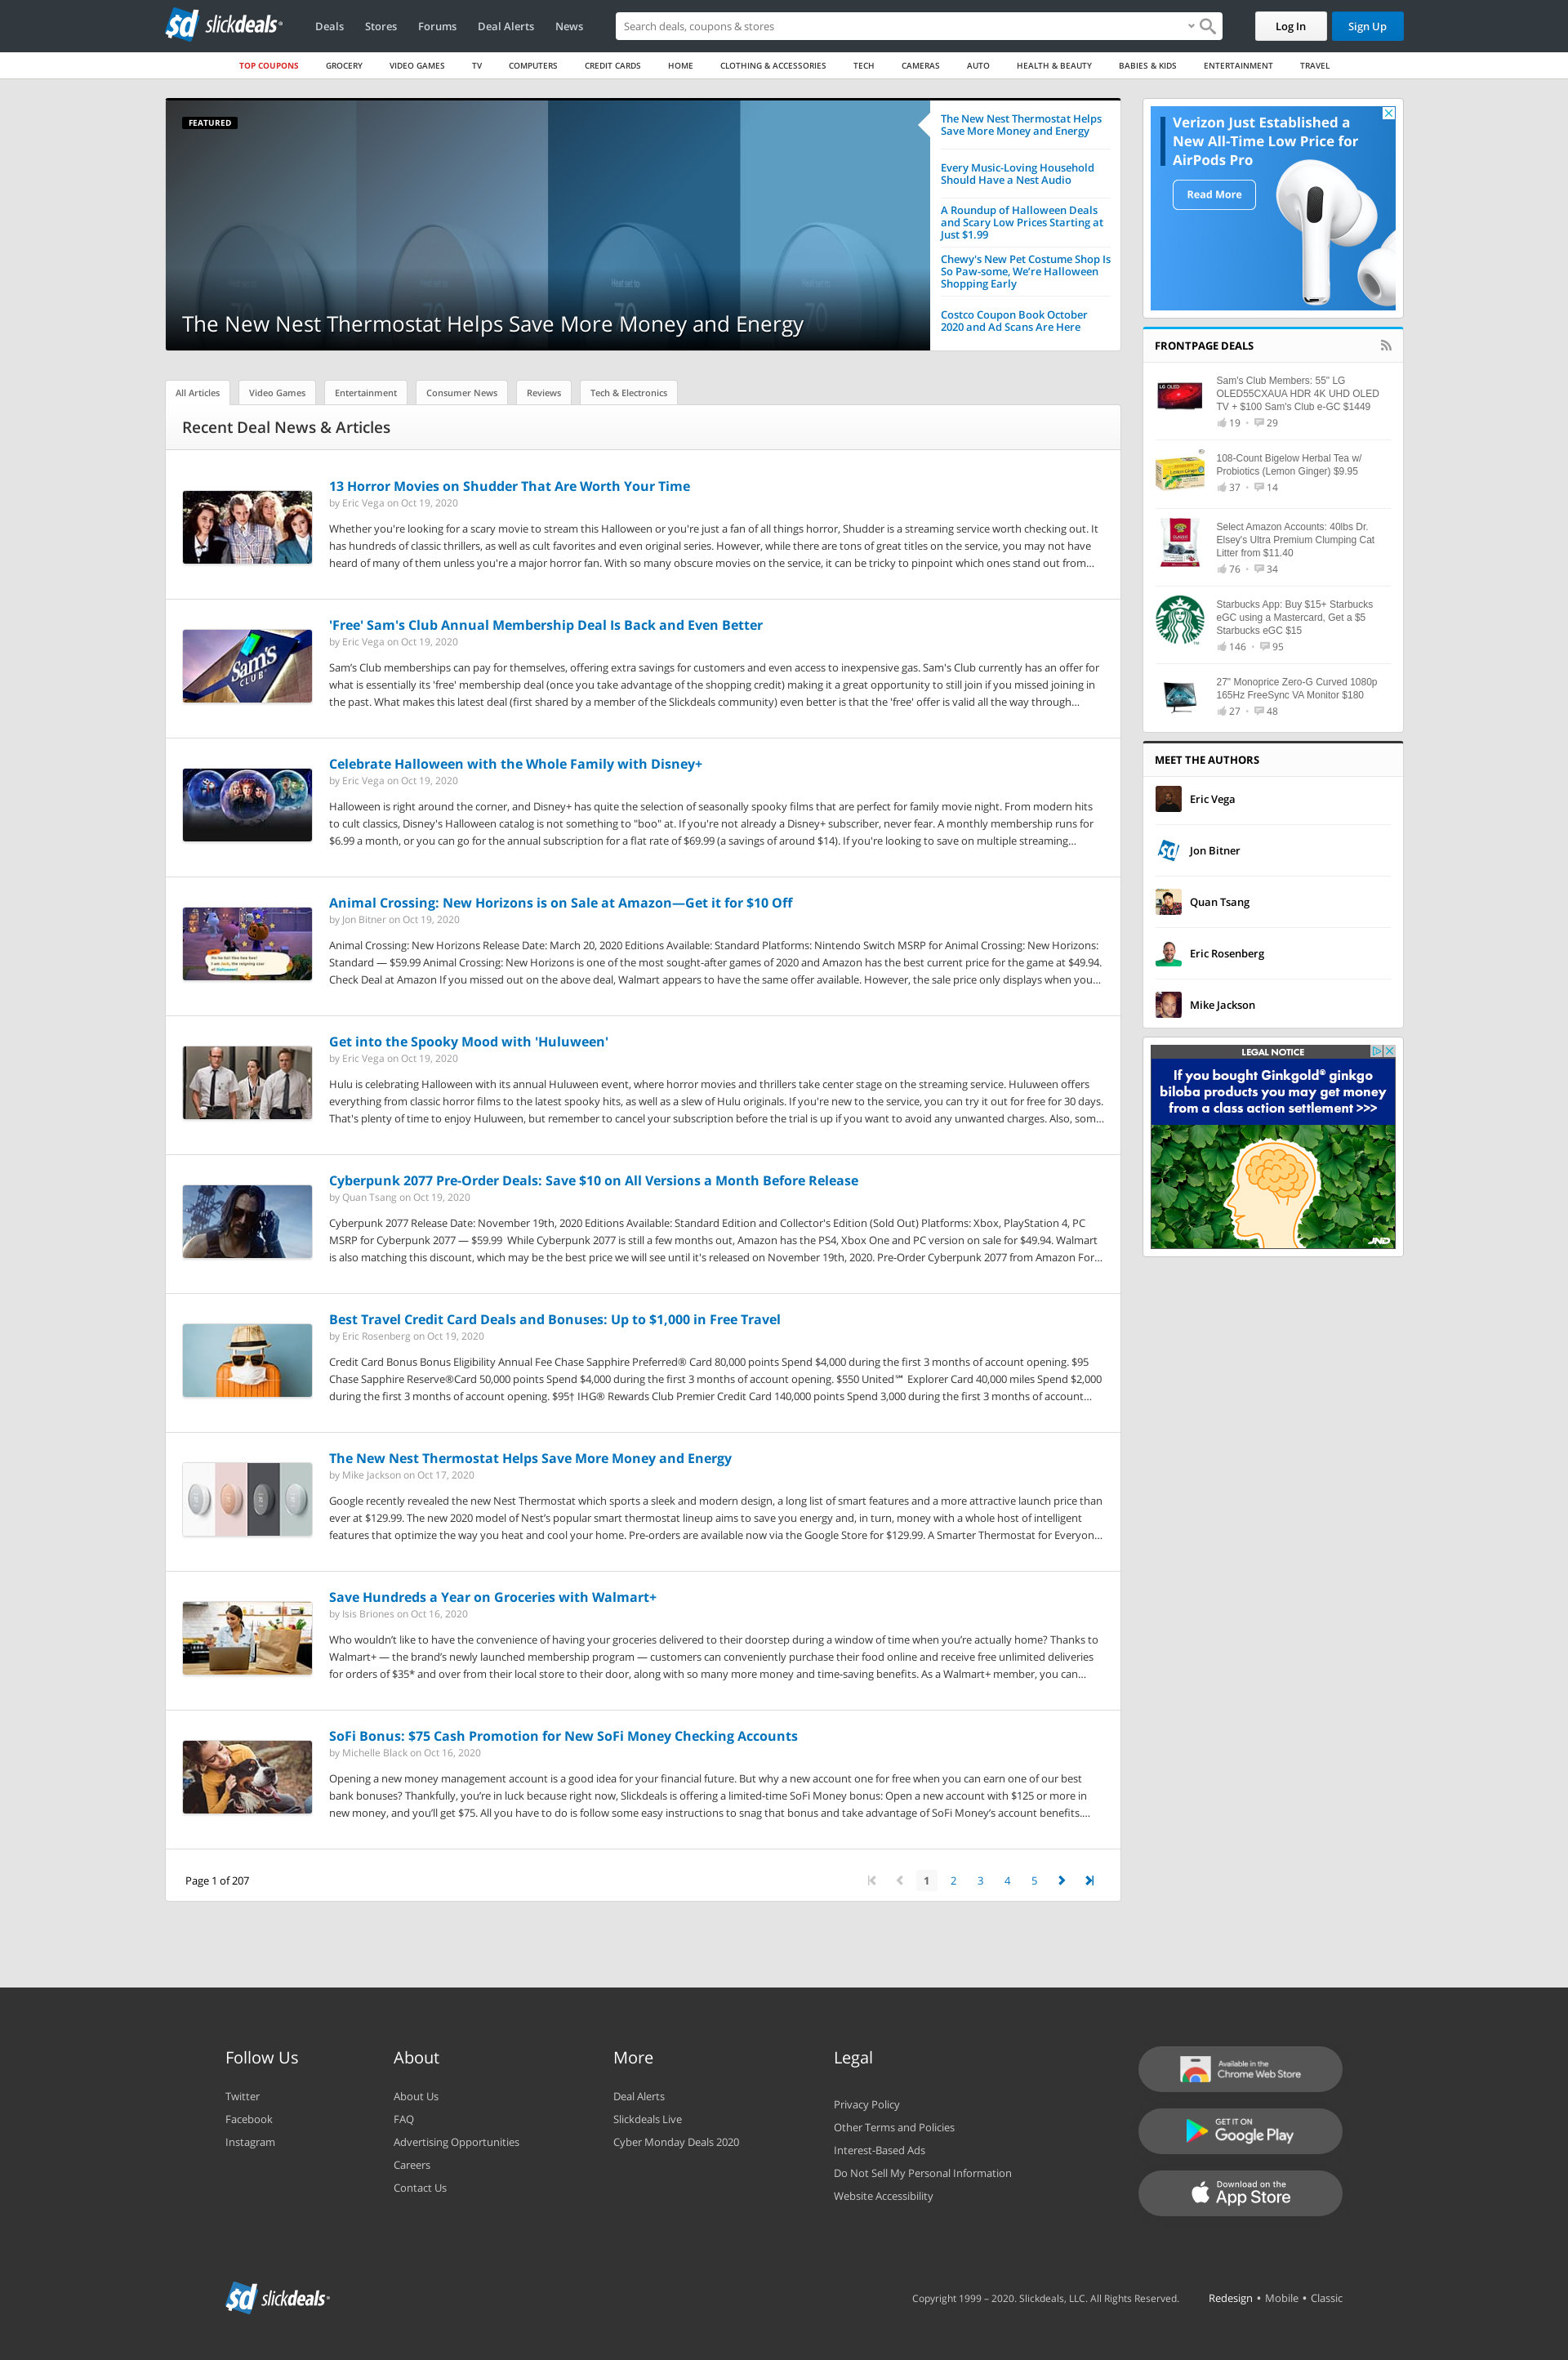 sd slickdeals
Deals Stores Forums Deal Alerts News
Search deals, coupons & stores
Log In
Sign Up
TOP COUPONS GROCERY VIDEO GAMES TV COMPUTERS CREDIT CARDS HOME CLOTHING & ACCESSORIES TECH CAMERAS AUTO HEALTH & BEAUTY BABIES & KIDS ENTERTAINMENT TRAVEL
FEATURED
The New Nest Thermostat Helps Save More Money and Energy
The New Nest Thermostat Helps
Save More Money and Energy
Every Music-Loving Household
Should Have a Nest Audio
A Roundup of Halloween Deals
and Scary Low Prices Starting at
Just $1.99
Chewy's New Pet Costume Shop Is
So Paw-some, We’re Halloween
Shopping Early
Costco Coupon Book October
2020 and Ad Scans Are Here
All Articles
Video Games
Entertainment
Consumer News
Reviews
Tech & Electronics
Recent Deal News & Articles
13 Horror Movies on Shudder That Are Worth Your Time
by Eric Vega on Oct 19, 2020
Whether you're looking for a scary movie to stream this Halloween or you're just a fan of all things horror, Shudder is a streaming service worth checking out. It
has hundreds of classic thrillers, as well as cult favorites and even original series. However, while there are tons of great titles on the service, you may not have
heard of many of them unless you're a major horror fan. With so many obscure movies on the service, it can be tricky to pinpoint which ones stand out from...
Sam's
CLUB
'Free' Sam's Club Annual Membership Deal Is Back and Even Better
by Eric Vega on Oct 19, 2020
Sam’s Club memberships can pay for themselves, offering extra savings for customers and even access to inexpensive gas. Sam's Club currently has an offer for
what is essentially its 'free' membership deal (once you take advantage of the shopping credit) making it a great opportunity to still join if you missed joining in
the past. What makes this latest deal (first shared by a member of the Slickdeals community) even better is that the 'free' offer is valid all the way through...
Celebrate Halloween with the Whole Family with Disney+
by Eric Vega on Oct 19, 2020
Halloween is right around the corner, and Disney+ has quite the selection of seasonally spooky films that are perfect for family movie night. From modern hits
to cult classics, Disney's Halloween catalog is not something to "boo" at. If you're not already a Disney+ subscriber, never fear. A monthly membership runs for
$6.99 a month, or you can go for the annual subscription for a flat rate of $69.99 (a savings of around $14). If you're looking to save on multiple streaming...
Animal Crossing: New Horizons is on Sale at Amazon—Get it for $10 Off
by Jon Bitner on Oct 19, 2020
Animal Crossing: New Horizons Release Date: March 20, 2020 Editions Available: Standard Platforms: Nintendo Switch MSRP for Animal Crossing: New Horizons:
Standard — $59.99 Animal Crossing: New Horizons is one of the most sought-after games of 2020 and Amazon has the best current price for the game at $49.94.
Check Deal at Amazon If you missed out on the above deal, Walmart appears to have the same offer available. However, the sale price only displays when you...
Get into the Spooky Mood with 'Huluween'
by Eric Vega on Oct 19, 2020
Hulu is celebrating Halloween with its annual Huluween event, where horror movies and thrillers take center stage on the streaming service. Huluween offers
everything from classic horror films to the latest spooky hits, as well as a slew of Hulu originals. If you're new to the service, you can try it out for free for 30 days.
That's plenty of time to enjoy Huluween, but remember to cancel your subscription before the trial is up if you want to avoid any unwanted charges. Also, som...
Cyberpunk 2077 Pre-Order Deals: Save $10 on All Versions a Month Before Release
by Quan Tsang on Oct 19, 2020
Cyberpunk 2077 Release Date: November 19th, 2020 Editions Available: Standard Edition and Collector's Edition (Sold Out) Platforms: Xbox, PlayStation 4, PC
MSRP for Cyberpunk 2077 — $59.99 While Cyberpunk 2077 is still a few months out, Amazon has the PS4, Xbox One and PC version on sale for $49.94. Walmart
is also matching this discount, which may be the best price we will see until it's released on November 19th, 2020. Pre-Order Cyberpunk 2077 from Amazon For...
Best Travel Credit Card Deals and Bonuses: Up to $1,000 in Free Travel
by Eric Rosenberg on Oct 19, 2020
Credit Card Bonus Bonus Eligibility Annual Fee Chase Sapphire Preferred® Card 80,000 points Spend $4,000 during the first 3 months of account opening. $95
Chase Sapphire Reserve®Card 50,000 points Spend $4,000 during the first 3 months of account opening. $550 United℠ Explorer Card 40,000 miles Spend $2,000
during the first 3 months of account opening. $95† IHG® Rewards Club Premier Credit Card 140,000 points Spend 3,000 during the first 3 months of account...
The New Nest Thermostat Helps Save More Money and Energy
by Mike Jackson on Oct 17, 2020
Google recently revealed the new Nest Thermostat which sports a sleek and modern design, a long list of smart features and a more attractive launch price than
ever at $129.99. The new 2020 model of Nest’s popular smart thermostat lineup aims to save you energy and, in turn, money with a whole host of intelligent
features that optimize the way you heat and cool your home. Pre-orders are available now via the Google Store for $129.99. A Smarter Thermostat for Everyon...
Save Hundreds a Year on Groceries with Walmart+
by Isis Briones on Oct 16, 2020
Who wouldn’t like to have the convenience of having your groceries delivered to their doorstep during a window of time when you’re actually home? Thanks to
Walmart+ — the brand’s newly launched membership program — customers can conveniently purchase their food online and receive free unlimited deliveries
for orders of $35* and over from their local store to their door, along with so many more money and time-saving benefits. As a Walmart+ member, you can...
SoFi Bonus: $75 Cash Promotion for New SoFi Money Checking Accounts
by Michelle Black on Oct 16, 2020
Opening a new money management account is a good idea for your financial future. But why a new account one for free when you can earn one of our best
bank bonuses? Thankfully, you’re in luck because right now, Slickdeals is offering a limited-time SoFi Money bonus: Open a new account with $125 or more in
new money, and you’ll get $75. All you have to do is follow some easy instructions to snag that bonus and take advantage of SoFi Money’s account benefits....
Page 1 of 207
1 2 3 4 5
Verizon Just Established a
New All-Time Low Price for
AirPods Pro
Read More
FRONTPAGE DEALS
LG OLED
Sam's Club Members: 55" LG
OLED55CXAUA HDR 4K UHD OLED
TV + $100 Sam's Club e-GC $1449
19 • 29
108-Count Bigelow Herbal Tea w/
Probiotics (Lemon Ginger) $9.95
37 • 14
Select Amazon Accounts: 40lbs Dr.
Elsey's Ultra Premium Clumping Cat
Litter from $11.40
76 • 34
Starbucks App: Buy $15+ Starbucks
eGC using a Mastercard, Get a $5
Starbucks eGC $15
146 • 95
27" Monoprice Zero-G Curved 1080p
165Hz FreeSync VA Monitor $180
27 • 48
MEET THE AUTHORS
Eric Vega
sd
Jon Bitner
Quan Tsang
Eric Rosenberg
Mike Jackson
LEGAL NOTICE
If you bought Ginkgold® ginkgo
biloba products you may get money
from a class action settlement >>>
JND
Follow Us
Twitter
Facebook
Instagram
About
About Us
FAQ
Advertising Opportunities
Careers
Contact Us
More
Deal Alerts
Slickdeals Live
Cyber Monday Deals 2020
Legal
Privacy Policy
Other Terms and Policies
Interest-Based Ads
Do Not Sell My Personal Information
Website Accessibility
Available in the
Chrome Web Store
GET IT ON
Google Play
Download on the
App Store
sd slickdeals
Copyright 1999 – 2020. Slickdeals, LLC. All Rights Reserved.
Redesign • Mobile • Classic